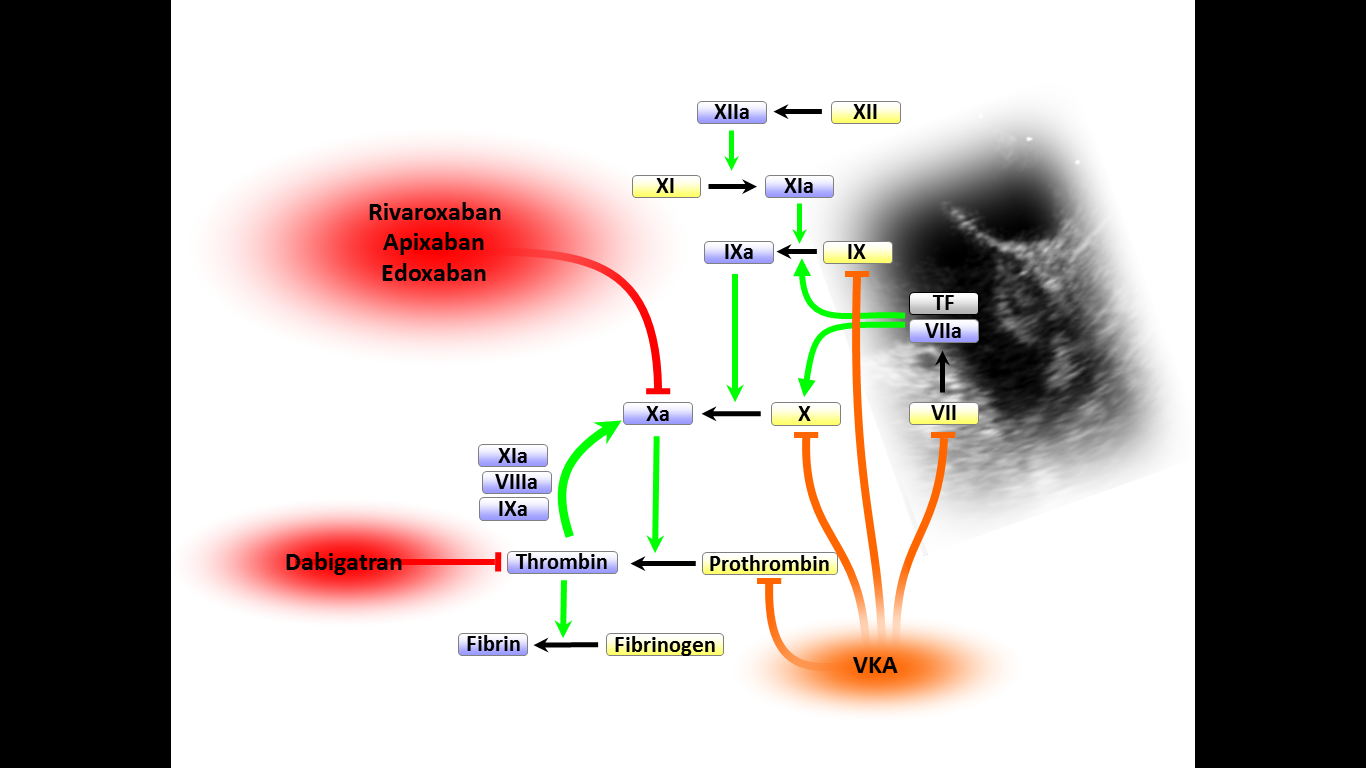 XIIa
XII
XI
XIa
Rivaroxaban
Apixaban
Edoxaban
IXa
IX
TF
VIIa
Xa
X
VII
XIa
VIIIa
IXa
Dabigatran
Thrombin
Prothrombin
Fibrin
Fibrinogen
VKA